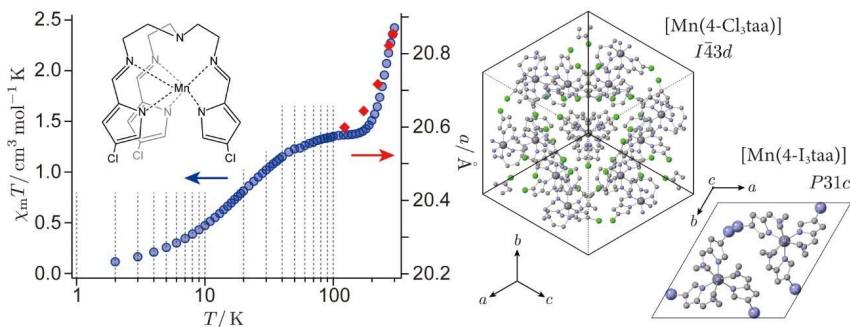 χₘT / cm³ mol⁻¹ K
2.5
2.0
1.5
1.0
0.5
0.0
N
N
N
N
Mn
N
N
N
Cl
Cl
Cl
1
10
100
T / K
20.8
20.6
20.4
20.2
a / Å
[Mn(4-Cl₃taa)]
I4̅3d
b
a
c
[Mn(4-I₃taa)]
P31c
c
a
b